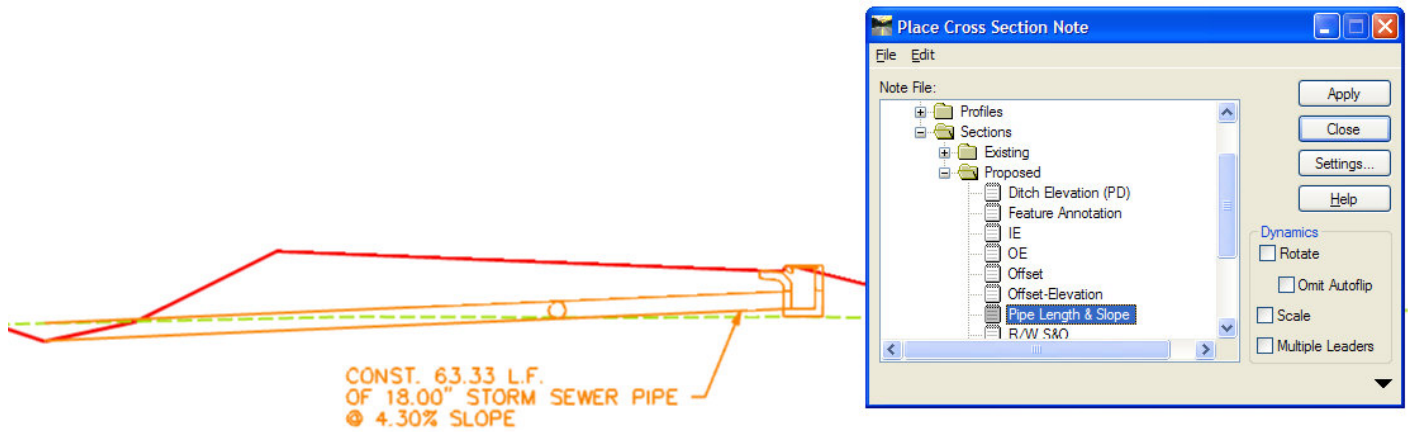 Place Cross Section Note
File Edit
Note File:
Profiles
Sections
Existing
Proposed
Ditch Elevation (PD)
Feature Annotation
IE
OE
Offset
Offset-Elevation
Pipe Length & Slope
R/W S&O
Apply
Close
Settings...
Help
Dynamics
Rotate
Omit Autoflip
Scale
Multiple Leaders
CONST. 63.33 L.F.
OF 18.00" STORM SEWER PIPE
@ 4.30% SLOPE